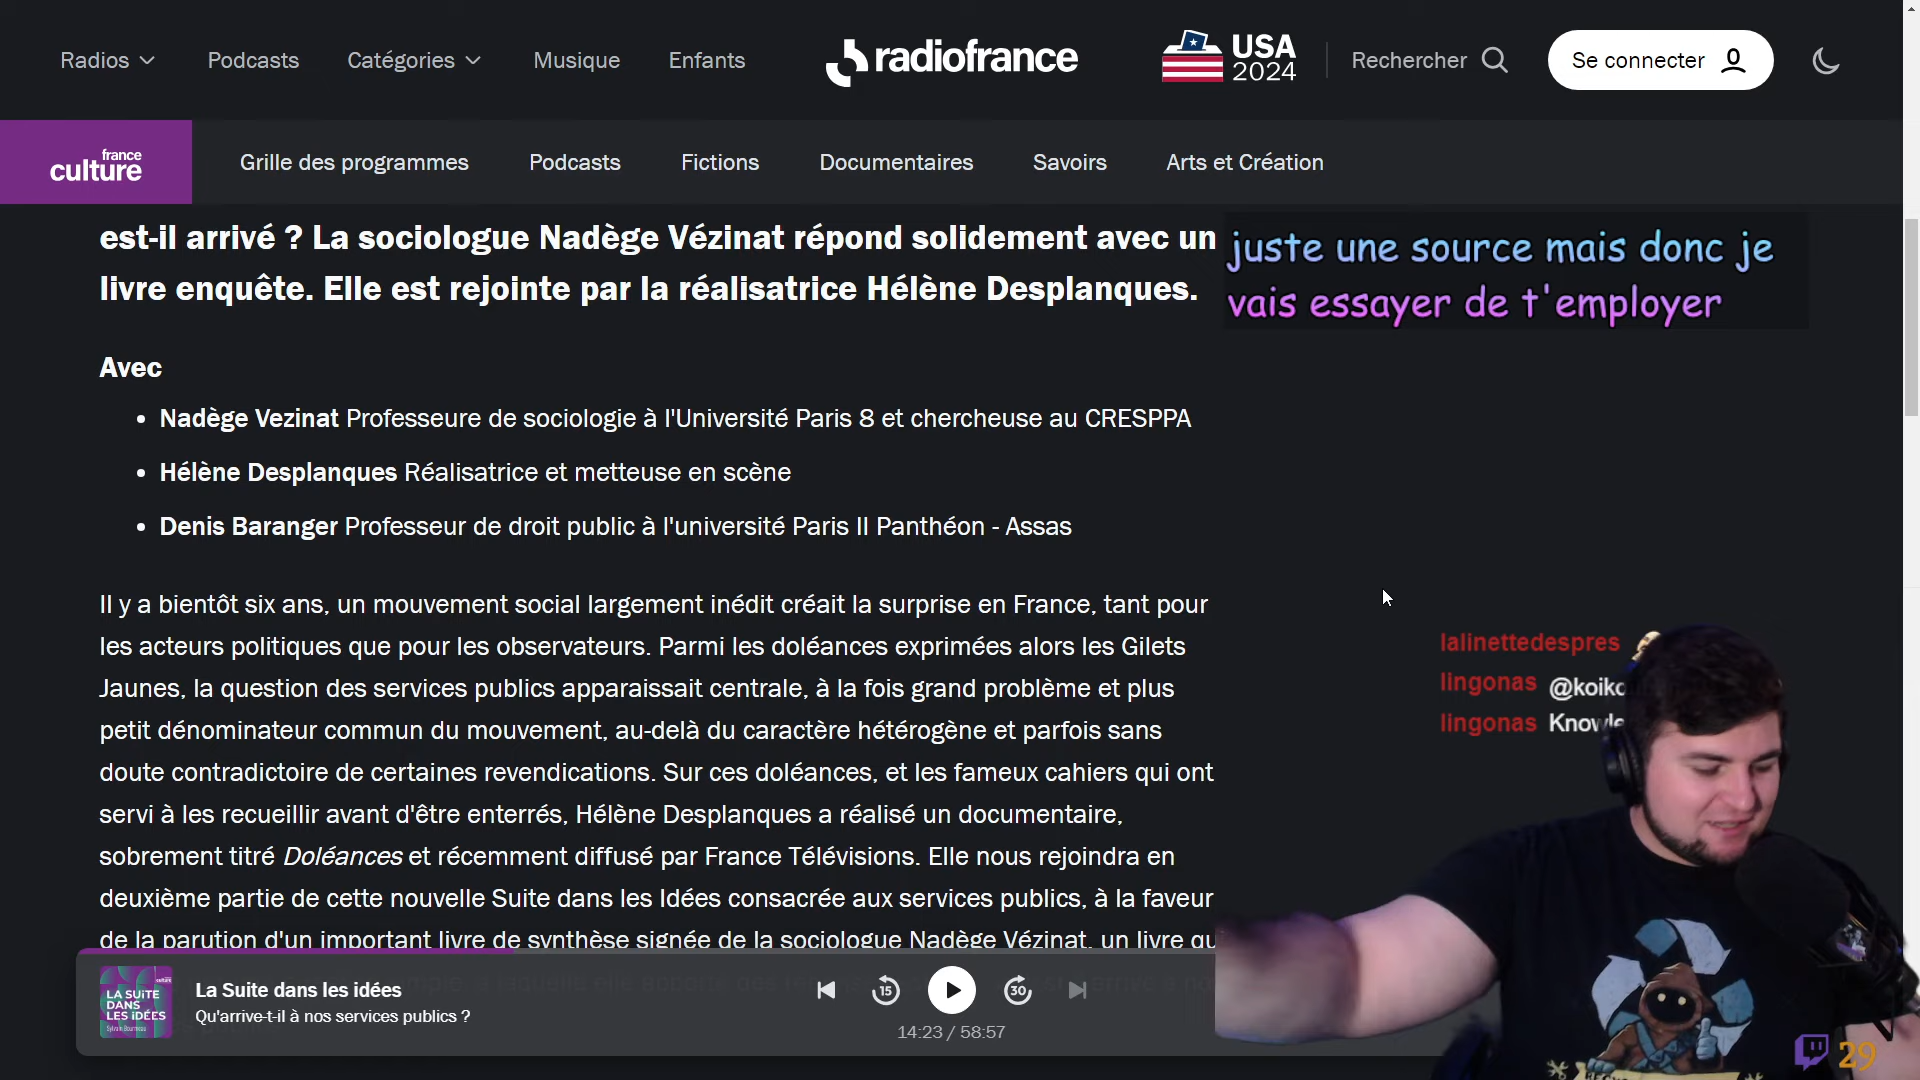 Radios
Podcasts
Catégories
Musique
Enfants
radiofrance
USA
2024
Rechercher
Se connecter
france
culture
Grille des programmes
Podcasts
Fictions
Documentaires
Savoirs
Arts et Création
est-il arrivé ? La sociologue Nadège Vézinat répond solidement avec un
livre enquête. Elle est rejointe par la réalisatrice Hélène Desplanques.
juste une source mais donc je
vais essayer de t'employer
Avec
• Nadège Vezinat Professeure de sociologie à l'Université Paris 8 et chercheuse au CRESPPA
• Hélène Desplanques Réalisatrice et metteuse en scène
• Denis Baranger Professeur de droit public à l'université Paris II Panthéon - Assas
Il y a bientôt six ans, un mouvement social largement inédit créait la surprise en France, tant pour
les acteurs politiques que pour les observateurs. Parmi les doléances exprimées alors les Gilets
Jaunes, la question des services publics apparaissait centrale, à la fois grand problème et plus
petit dénominateur commun du mouvement, au-delà du caractère hétérogène et parfois sans
doute contradictoire de certaines revendications. Sur ces doléances, et les fameux cahiers qui ont
servi à les recueillir avant d'être enterrés, Hélène Desplanques a réalisé un documentaire,
sobrement titré Doléances et récemment diffusé par France Télévisions. Elle nous rejoindra en
deuxième partie de cette nouvelle Suite dans les Idées consacrée aux services publics, à la faveur
de la parution d'un important livre de synthèse signée de la sociologue Nadège Vézinat, un livre qu
lalinettedespres
lingonas @koiko
lingonas Knowle
LA SUITE
DANS
LES IDÉES
Sylvain Bourmeau
La Suite dans les idées
Qu'arrive-t-il à nos services publics ?
15
30
14:23 / 58:57
29